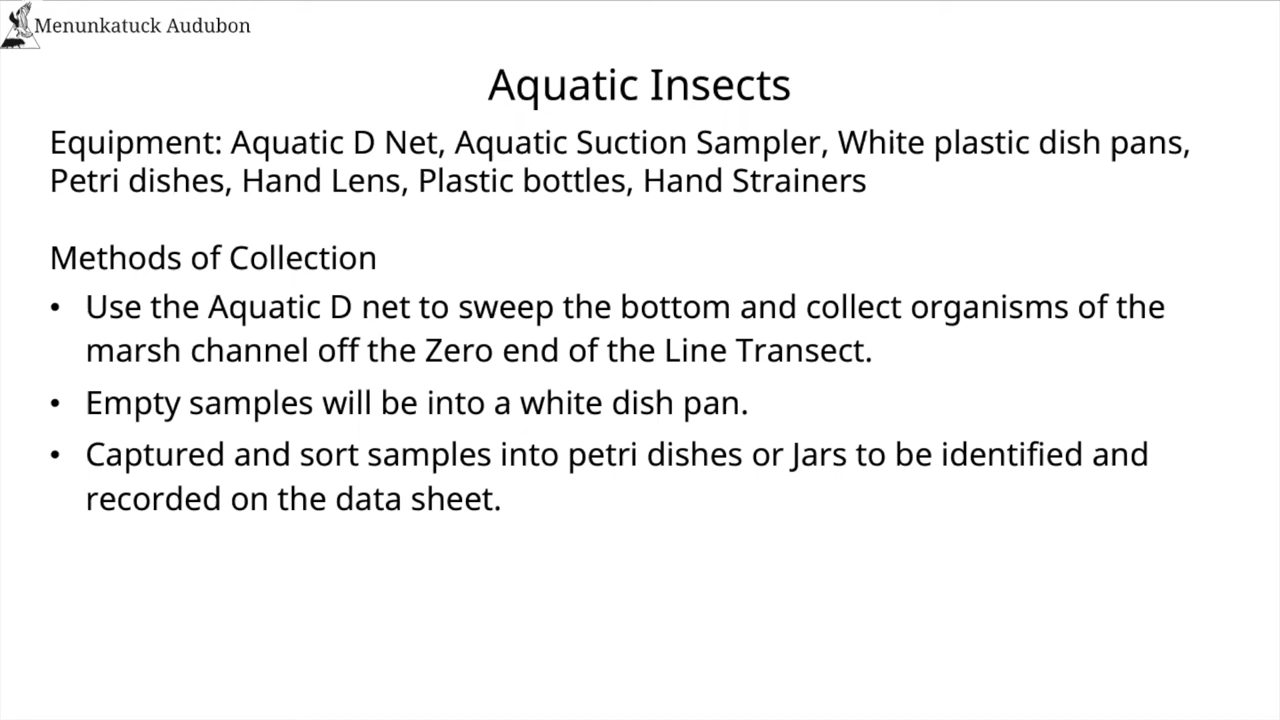 Menunkatuck Audubon
Aquatic Insects
Equipment: Aquatic D Net, Aquatic Suction Sampler, White plastic dish pans,
Petri dishes, Hand Lens, Plastic bottles, Hand Strainers
Methods of Collection
• Use the Aquatic D net to sweep the bottom and collect organisms of the
marsh channel off the Zero end of the Line Transect.
• Empty samples will be into a white dish pan.
• Captured and sort samples into petri dishes or Jars to be identified and
recorded on the data sheet.